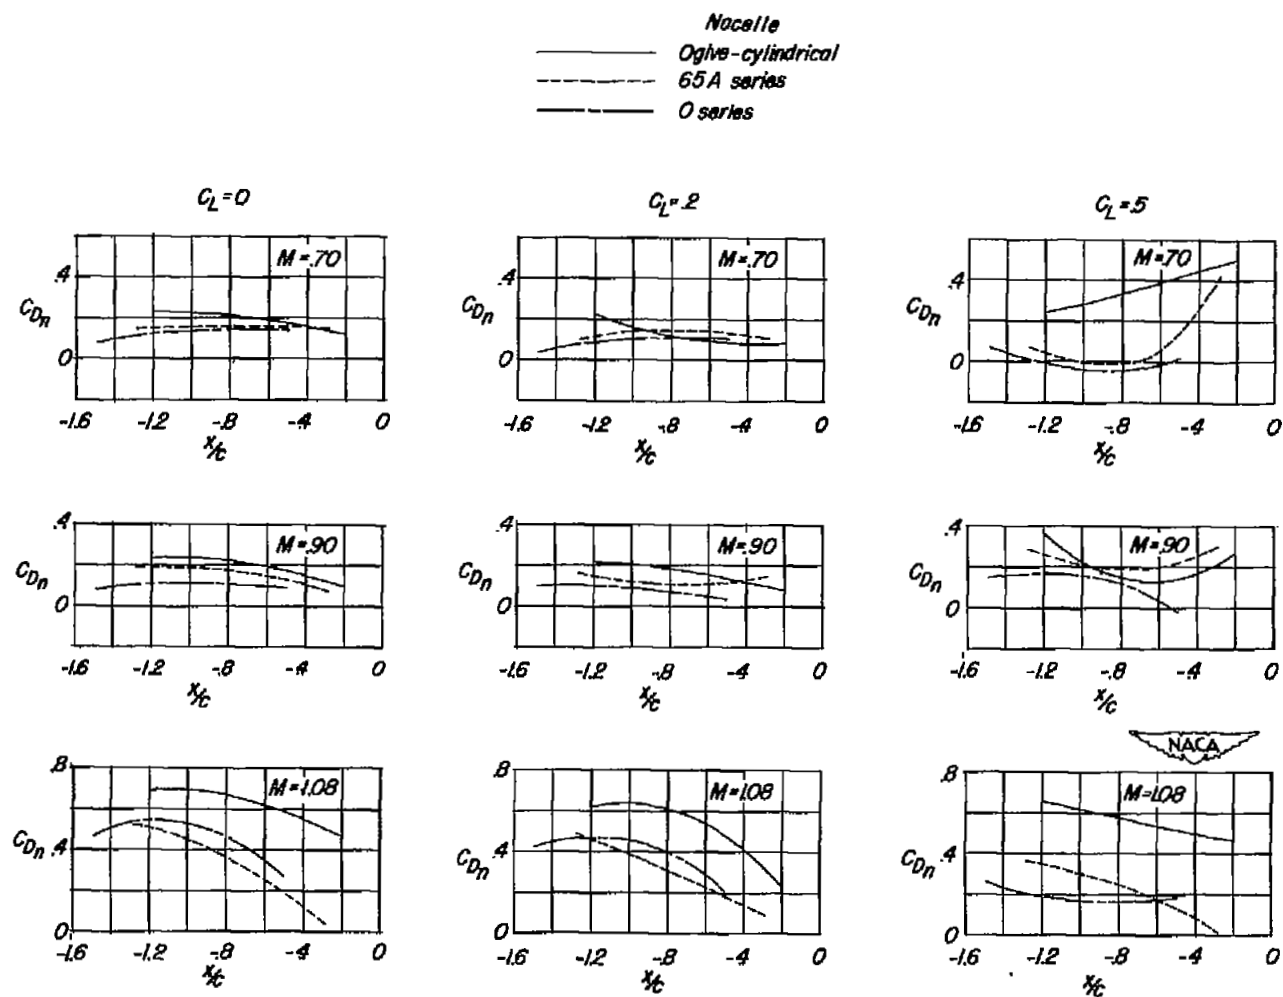 Nacelle
Ogive-cylindrical
65A series
O series
C_L=0
C_L=.2
C_L=.5
M=.70
.4
C_Dn
0
-1.6 -1.2 -.8 -.4 0
x/c
M=.70
.4
C_Dn
0
-1.6 -1.2 -.8 -.4 0
x/c
M=.70
.4
C_Dn
0
-1.6 -1.2 -.8 -.4 0
x/c
M=.90
.4
C_Dn
0
-1.6 -1.2 -.8 -.4 0
x/c
M=.90
.4
C_Dn
0
-1.6 -1.2 -.8 -.4 0
x/c
M=.90
.4
C_Dn
0
-1.6 -1.2 -.8 -.4 0
x/c
NACA
M=1.08
.8
C_Dn
.4
0
-1.6 -1.2 -.8 -.4 0
x/c
M=1.08
.8
C_Dn
.4
0
-1.6 -1.2 -.8 -.4 0
x/c
M=1.08
.8
C_Dn
.4
0
-1.6 -1.2 -.8 -.4 0
x/c